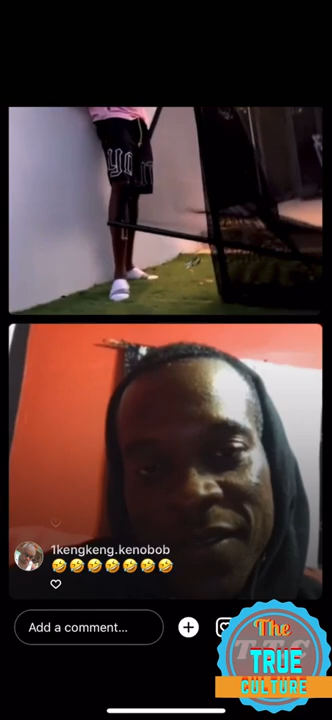 1kengkeng.kenobob
🤣🤣🤣🤣🤣🤣🤣
Add a comment...
The
TRUE
CULTURE